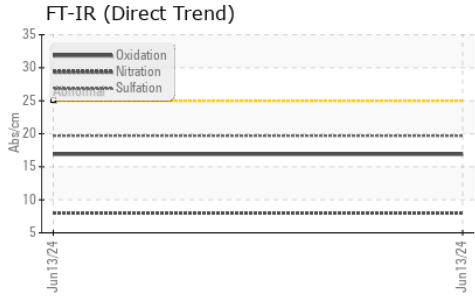 FT-IR (Direct Trend)
35
30
25
20
15
10
5
Abs/cm
Oxidation
Nitration
Sulfation
Abnormal
Jun13/24
Jun13/24